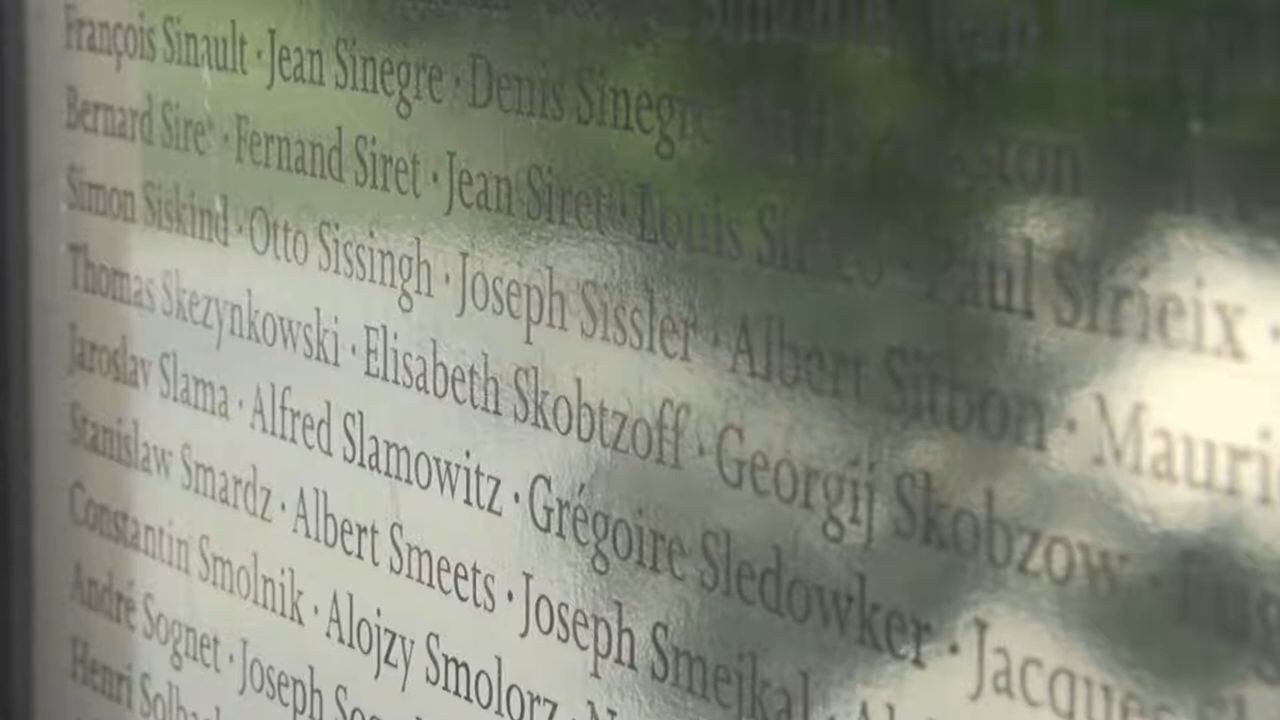 François Sinault · Jean Sinegre · Denis Sinegre
Bernard Siret · Fernand Siret · Jean Siret · Louis
Simon Siskind · Otto Sissingh · Joseph Sissler · Albert Sitbon ·
Thomas Skezynkowski · Elisabeth Skobtzoff · Georgij Skobzow ·
Jaroslav Slama · Alfred Slamowitz · Grégoire Sledowker · Jacques
Stanislaw Smardz · Albert Smeets · Joseph Smejkal ·
Constantin Smolnik · Alojzy Smolorz ·
André Sognet · Joseph
Henri